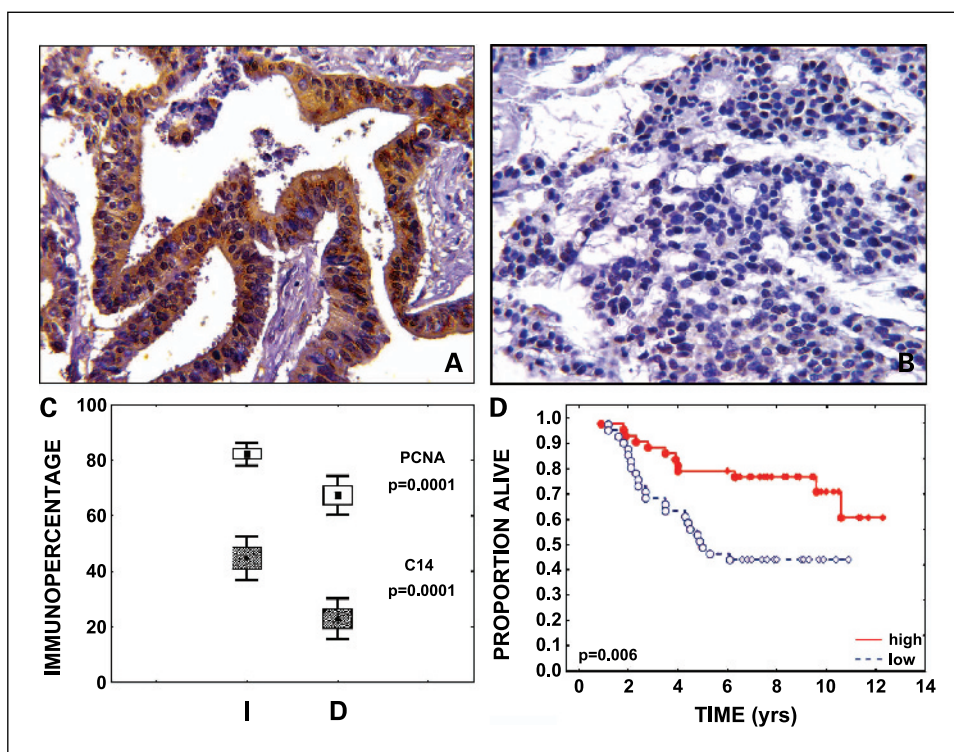 A
B
C
IMMUNOPERCENTAGE
100
80
60
40
20
0
PCNA
p=0.0001
C14
p=0.0001
I
D
D
PROPORTION ALIVE
1.0
0.9
0.8
0.7
0.6
0.5
0.4
0.3
0.2
0.1
0.0
p=0.006
high
low
0 2 4 6 8 10 12 14
TIME (yrs)